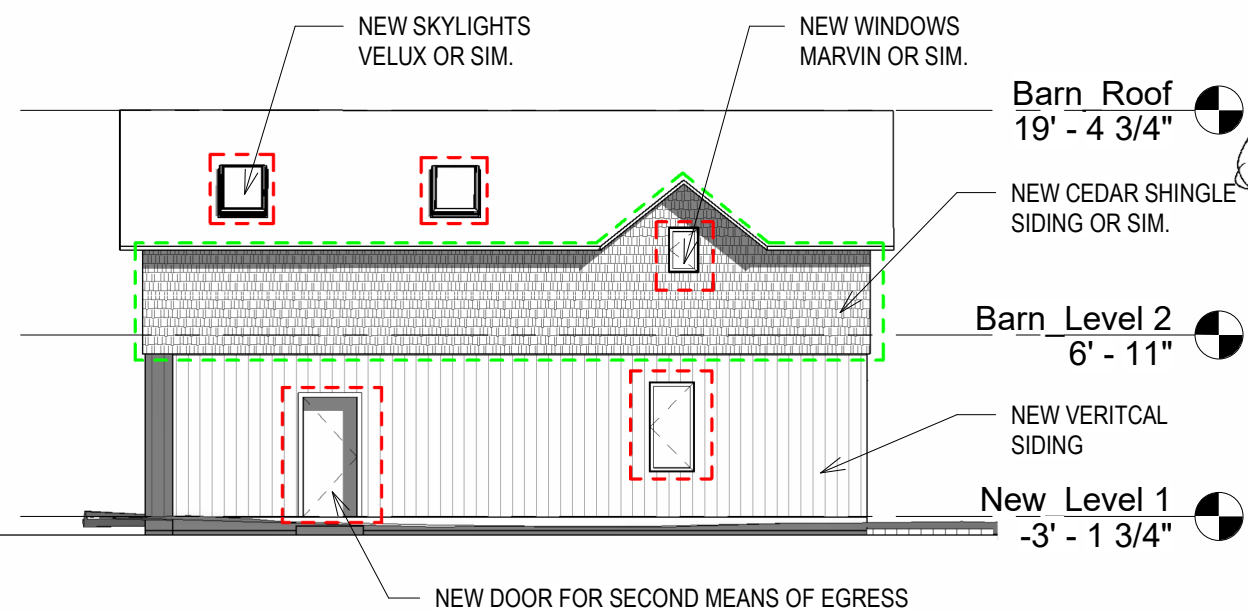 NEW SKYLIGHTS
VELUX OR SIM.
NEW WINDOWS
MARVIN OR SIM.
Barn_Roof
19' - 4 3/4"
NEW CEDAR SHINGLE
SIDING OR SIM.
Barn_Level 2
6' - 11"
NEW VERITCAL
SIDING
New_Level 1
-3' - 1 3/4"
NEW DOOR FOR SECOND MEANS OF EGRESS